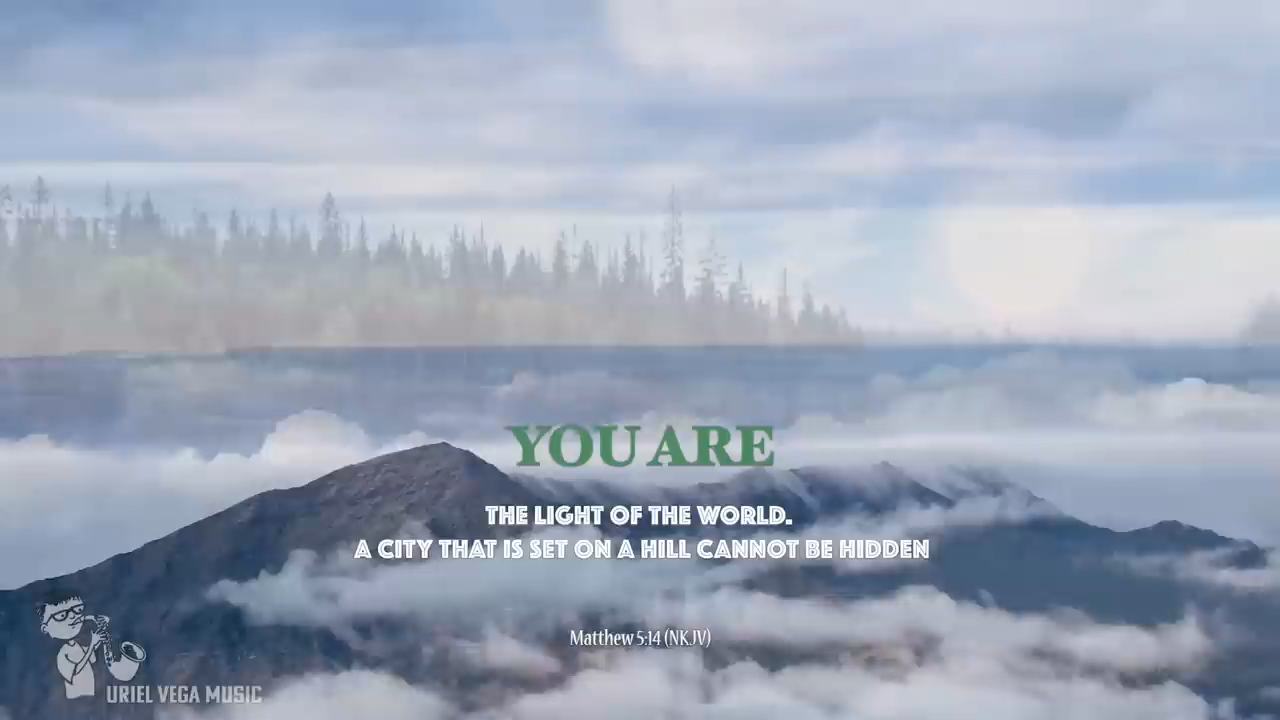 YOU ARE
THE LIGHT OF THE WORLD.
A CITY THAT IS SET ON A HILL CANNOT BE HIDDEN
Matthew 5:14 (NKJV)
URIEL VEGA MUSIC